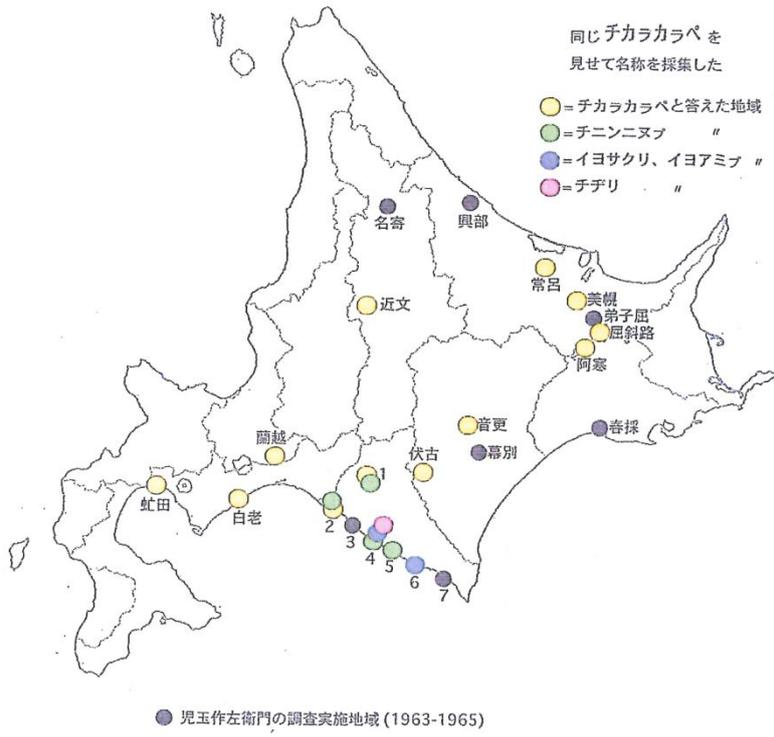 同じチカラカラペを
見せて名称を採集した
=チカラカラペと答えた地域
=チニンニヌプ 〃
=イヨサクリ、イヨアミプ 〃
=チヂリ 〃
名寄
興部
常呂
近文
美幌
弟子屈
屈斜路
阿寒
音更
春採
蘭越
伏古
幕別
1
虻田
白老
2
3
4
5
6
7
児玉作左衛門の調査実施地域(1963-1965)